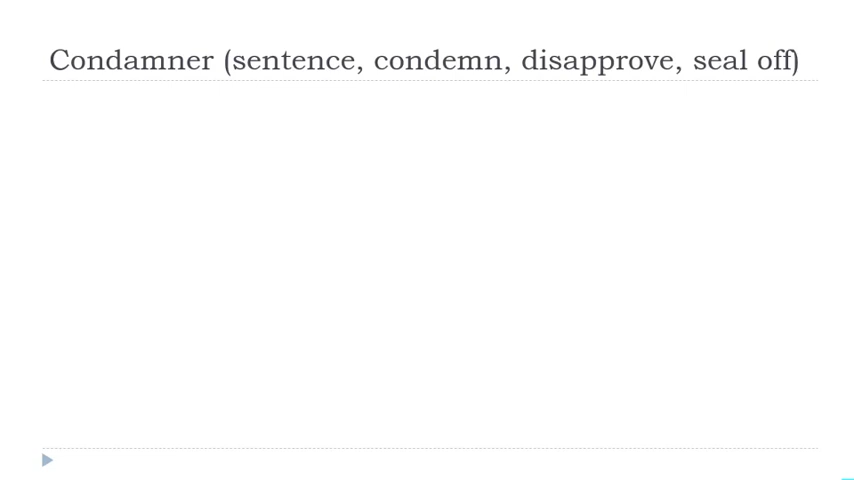 Condamner (sentence, condemn, disapprove, seal off)